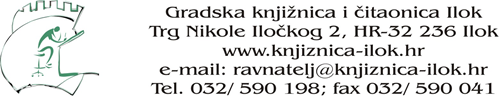 Gradska knjižnica i čitaonica Ilok
Trg Nikole Iločkog 2, HR-32 236 Ilok
www.knjiznica-ilok.hr
e-mail: ravnatelj@knjiznica-ilok.hr
Tel. 032/ 590 198; fax 032/ 590 041